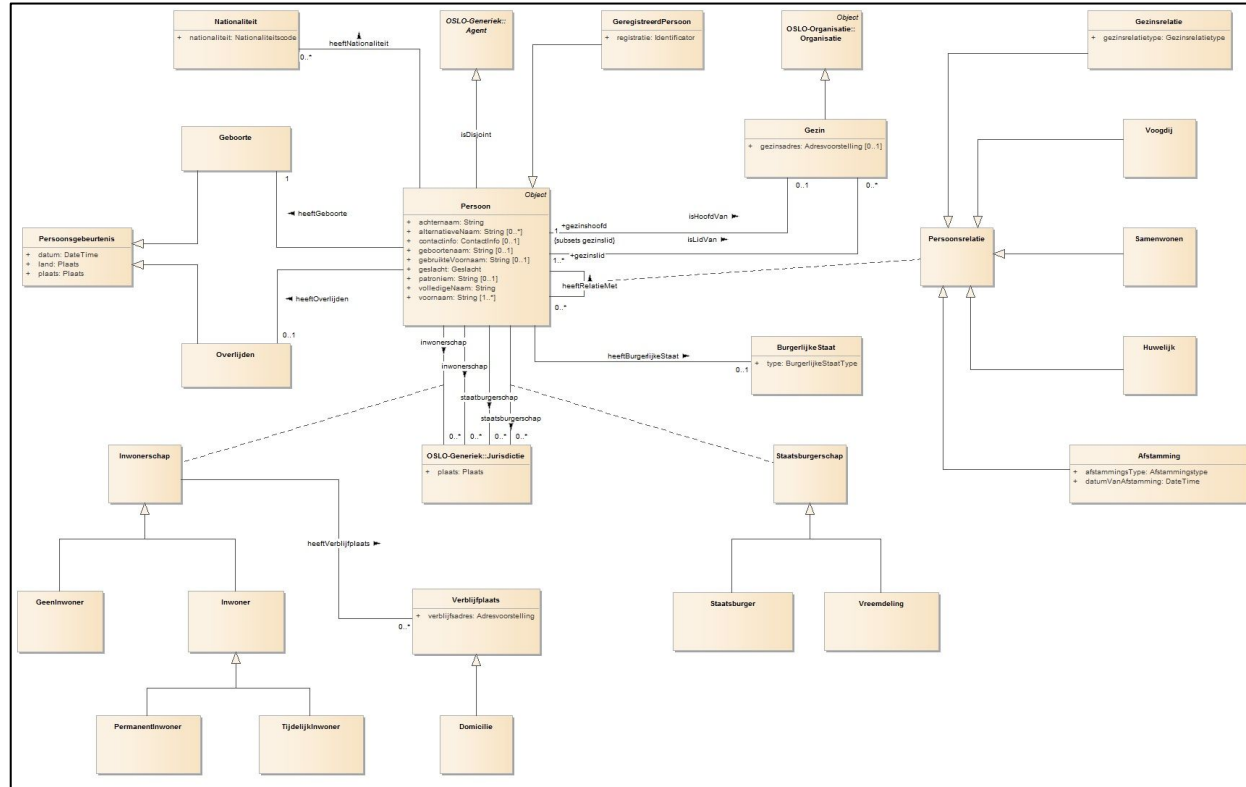 Nationaliteit
+ nationaliteit: Nationaliteitscode
0..*
heeftNationaliteit
OSLO-Generiek::
Agent
isDisjoint
GeregistreerdPersoon
+ registratie: Identificator
Object
OSLO-Organisatie::
Organisatie
Gezinsrelatie
+ gezinsrelatietype: Gezinsrelatietype
Geboorte
1
heeftGeboorte
Gezin
+ gezinsadres: Adresvoorstelling [0..1]
0..1
0..*
Voogdij
Persoonsgebeurtenis
+ datum: DateTime
+ land: Plaats
+ plaats: Plaats
Object
Persoon
+ achternaam: String
+ alternatieveNaam: String [0..*]
+ contactinfo: ContactInfo [0..1]
+ geboortenaam: String [0..1]
+ gebruikteVoornaam: String [0..1]
+ geslacht: Geslacht
+ patroniem: String [0..1]
+ volledigeNaam: String
+ voornaam: String [1..*]
isHoofdVan
+gezinshoofd
1
{subsets gezinslid}
isLidVan
1..*
+gezinslid
heeftRelatieMet
0..*
Persoonsrelatie
Samenwonen
heeftOverlijden
0..1
Overlijden
heeftBurgerlijkeStaat
0..1
BurgerlijkeStaat
+ type: BurgerlijkeStaatType
Huwelijk
inwonerschap
inwonerschap
staatburgerschap
staatsburgerschap
0..*
0..*
0..*
0..*
Inwonerschap
OSLO-Generiek::Jurisdictie
+ plaats: Plaats
Staatsburgerschap
Afstamming
+ afstammingsType: Afstammingstype
+ datumVanAfstamming: DateTime
heeftVerblijfplaats
GeenInwoner
Inwoner
0..*
Verblijfplaats
+ verblijfsadres: Adresvoorstelling
Staatsburger
Vreemdeling
PermanentInwoner
TijdelijkInwoner
Domicilie